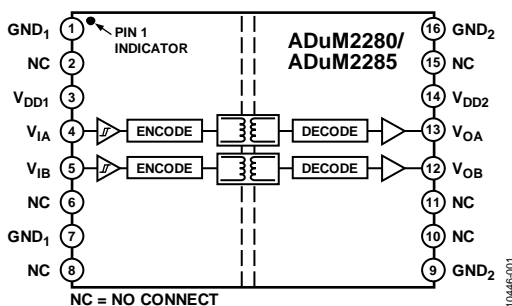 GND1 1 PIN 1 INDICATOR ADuM2280/ ADuM2285 16 GND2
NC 2 15 NC
VDD1 3 14 VDD2
VIA 4 ENCODE DECODE 13 VOA
VIB 5 ENCODE DECODE 12 VOB
NC 6 11 NC
GND1 7 10 NC
NC 8 9 GND2
NC = NO CONNECT
10446-001